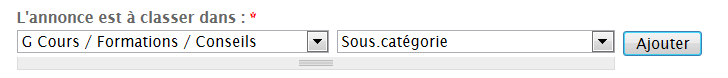 L'annonce est à classer dans : *
G Cours / Formations / Conseils Sous.catégorie Ajouter